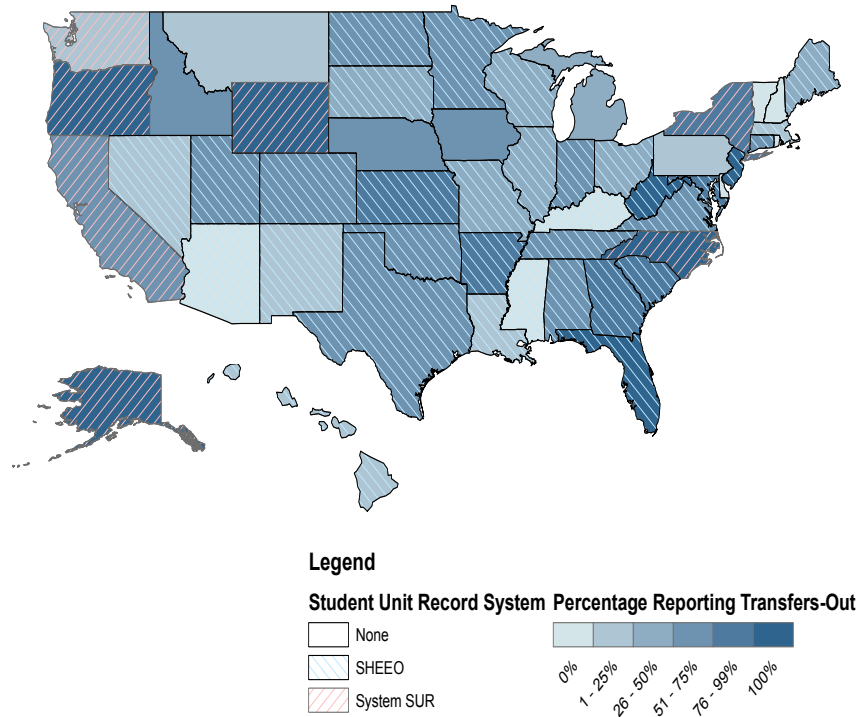 Legend
Student Unit Record System Percentage Reporting Transfers-Out
None
SHEEO
System SUR
0%
1 - 25%
26 - 50%
51 - 75%
76 - 99%
100%